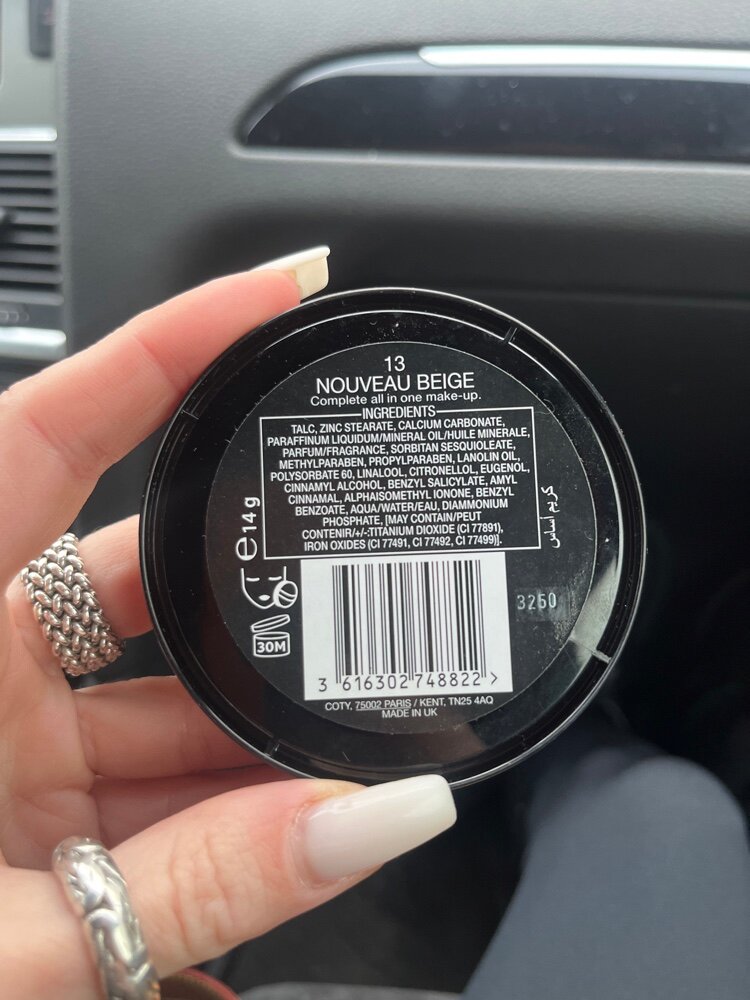 13
NOUVEAU BEIGE
Complete all in one make-up.
INGREDIENTS
TALC, ZINC STEARATE, CALCIUM CARBONATE,
PARAFFINUM LIQUIDUM/MINERAL OIL/HUILE MINERALE,
PARFUM/FRAGRANCE, SORBITAN SESQUIOLEATE,
METHYLPARABEN, PROPYLPARABEN, LANOLIN OIL,
POLYSORBATE 60, LINALOOL, CITRONELLOL, EUGENOL,
CINNAMYL ALCOHOL, BENZYL SALICYLATE, AMYL
CINNAMAL, ALPHAISOMETHYL IONONE, BENZYL
BENZOATE, AQUA/WATER/EAU, DIAMMONIUM
PHOSPHATE, [MAY CONTAIN/PEUT
CONTENIR/+/-:TITANIUM DIOXIDE (CI 77891),
IRON OXIDES (CI 77491, CI 77492, CI 77499)].
e14g
كريم أساس
30M
3260
3 616302 748822 >
COTY, 75002 PARIS / KENT, TN25 4AQ
MADE IN UK